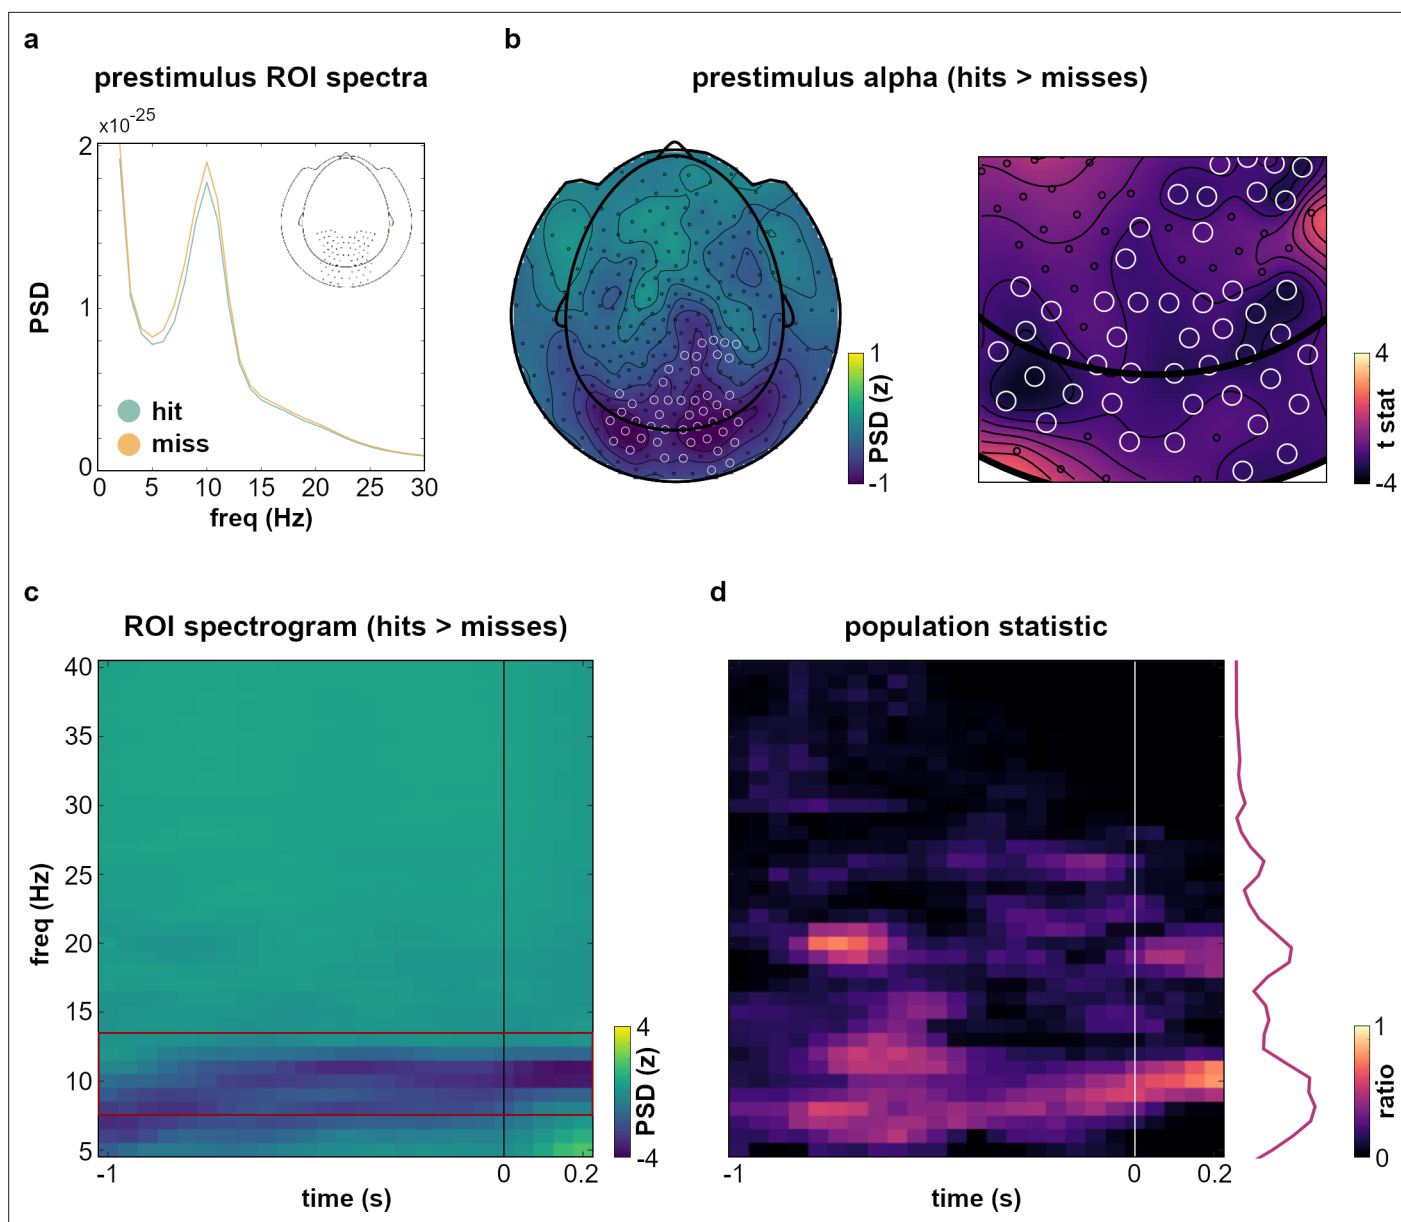 a
prestimulus ROI spectra
x10-25
2
1
0
PSD
hit
miss
0 5 10 15 20 25 30
freq (Hz)
b
prestimulus alpha (hits > misses)
1
-1
PSD (z)
4
-4
t stat
c
ROI spectrogram (hits > misses)
40
35
30
25
20
15
10
5
freq (Hz)
-1 0 0.2
time (s)
4
-4
PSD (z)
d
population statistic
-1 0 0.2
time (s)
1
0
ratio